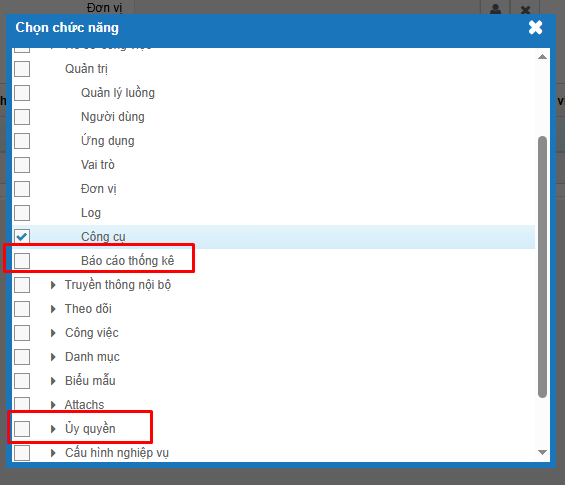 Đơn vị
Chọn chức năng
Quản trị
Quản lý luồng
Người dùng
Ứng dụng
Vai trò
Đơn vị
Log
Công cụ
Báo cáo thống kê
Truyền thông nội bộ
Theo dõi
Công việc
Danh mục
Biểu mẫu
Attachs
Ủy quyền
Cấu hình nghiệp vụ